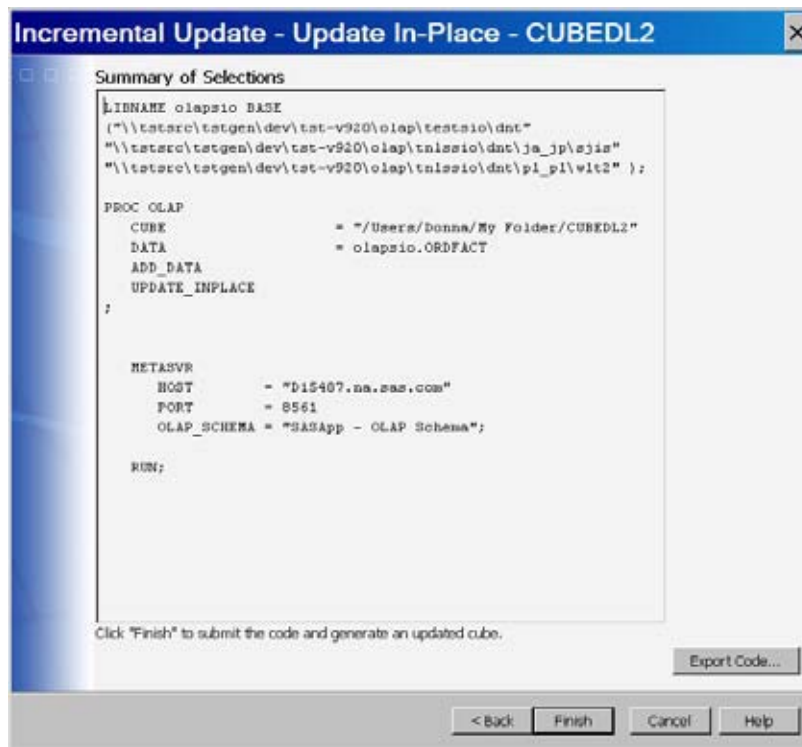 Incremental Update - Update In-Place - CUBEDL2
Summary of Selections
LIBNAME olapsio BASE
("\\tstsrc\tstgen\dev\tst-v920\olap\testsio\dnt"
"\\tstsrc\tstgen\dev\tst-v920\olap\tnlssio\dnt\ja_jp\sjis"
"\\tstsrc\tstgen\dev\tst-v920\olap\tnlssio\dnt\pl_pl\wlt2" );
PROC OLAP
CUBE = "/Users/Donna/My Folder/CUBEDL2"
DATA = olapsio.ORDFACT
ADD_DATA
UPDATE_INPLACE
;
METASVR
HOST = "D15407.na.sas.com"
PORT = 8561
OLAP_SCHEMA = "SASApp - OLAP Schema";
RUN;
Click "Finish" to submit the code and generate an updated cube.
Export Code...
< Back Finish Cancel Help